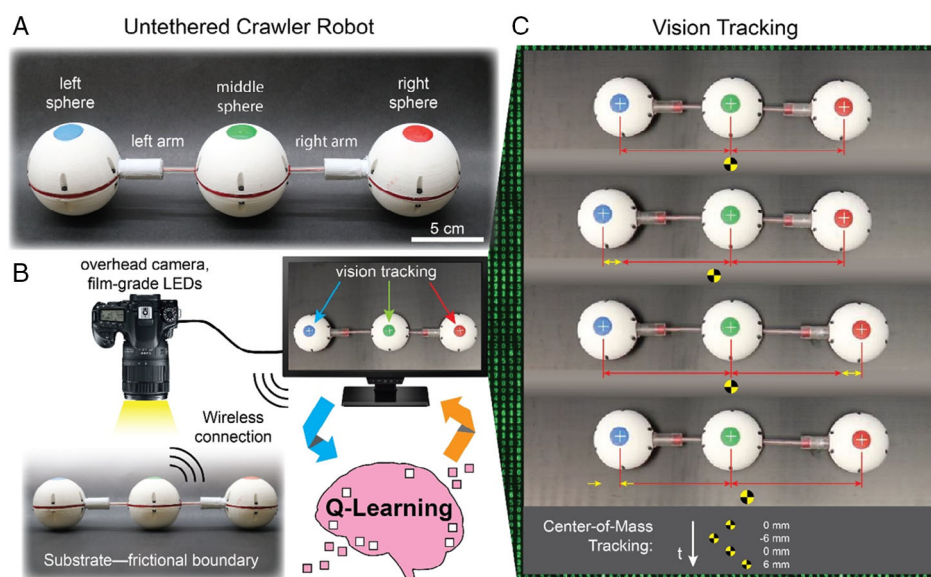 A
Untethered Crawler Robot
left
sphere
middle
sphere
right
sphere
left arm
right arm
5 cm
B
overhead camera,
film-grade LEDs
vision tracking
Wireless
connection
Q-Learning
Substrate—frictional boundary
C
Vision Tracking
Center-of-Mass
Tracking:
t
0 mm
-6 mm
0 mm
6 mm